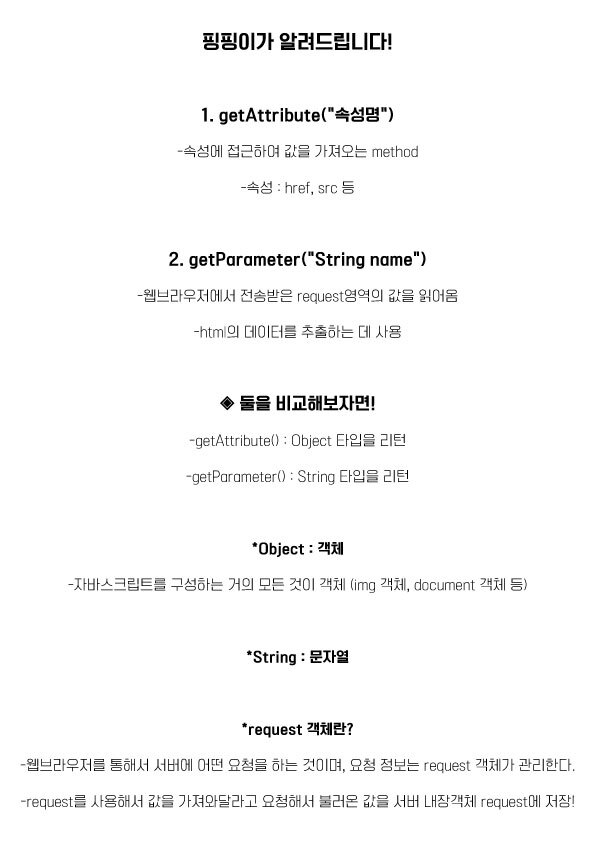 핑핑이가 알려드립니다!
1. getAttribute("속성명")
-속성에 접근하여 값을 가져오는 method
-속성 : href, src 등
2. getParameter("String name")
-웹브라우저에서 전송받은 request영역의 값을 읽어옴
-html의 데이터를 추출하는 데 사용
◈ 둘을 비교해보자면!
-getAttribute() : Object 타입을 리턴
-getParameter() : String 타입을 리턴
*Object : 객체
-자바스크립트를 구성하는 거의 모든 것이 객체 (img 객체, document 객체 등)
*String : 문자열
*request 객체란?
-웹브라우저를 통해서 서버에 어떤 요청을 하는 것이며, 요청 정보는 request 객체가 관리한다.
-request를 사용해서 값을 가져와달라고 요청해서 불러온 값을 서버 내장객체 request에 저장!